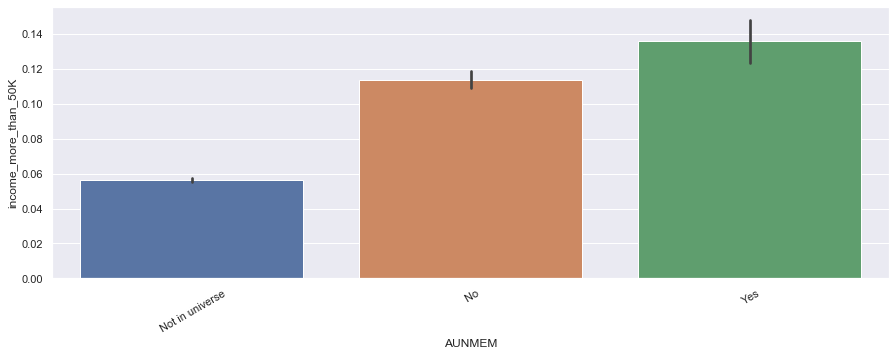 income_more_than_50K
0.14
0.12
0.10
0.08
0.06
0.04
0.02
0.00
Not in universe
No
Yes
AUNMEM